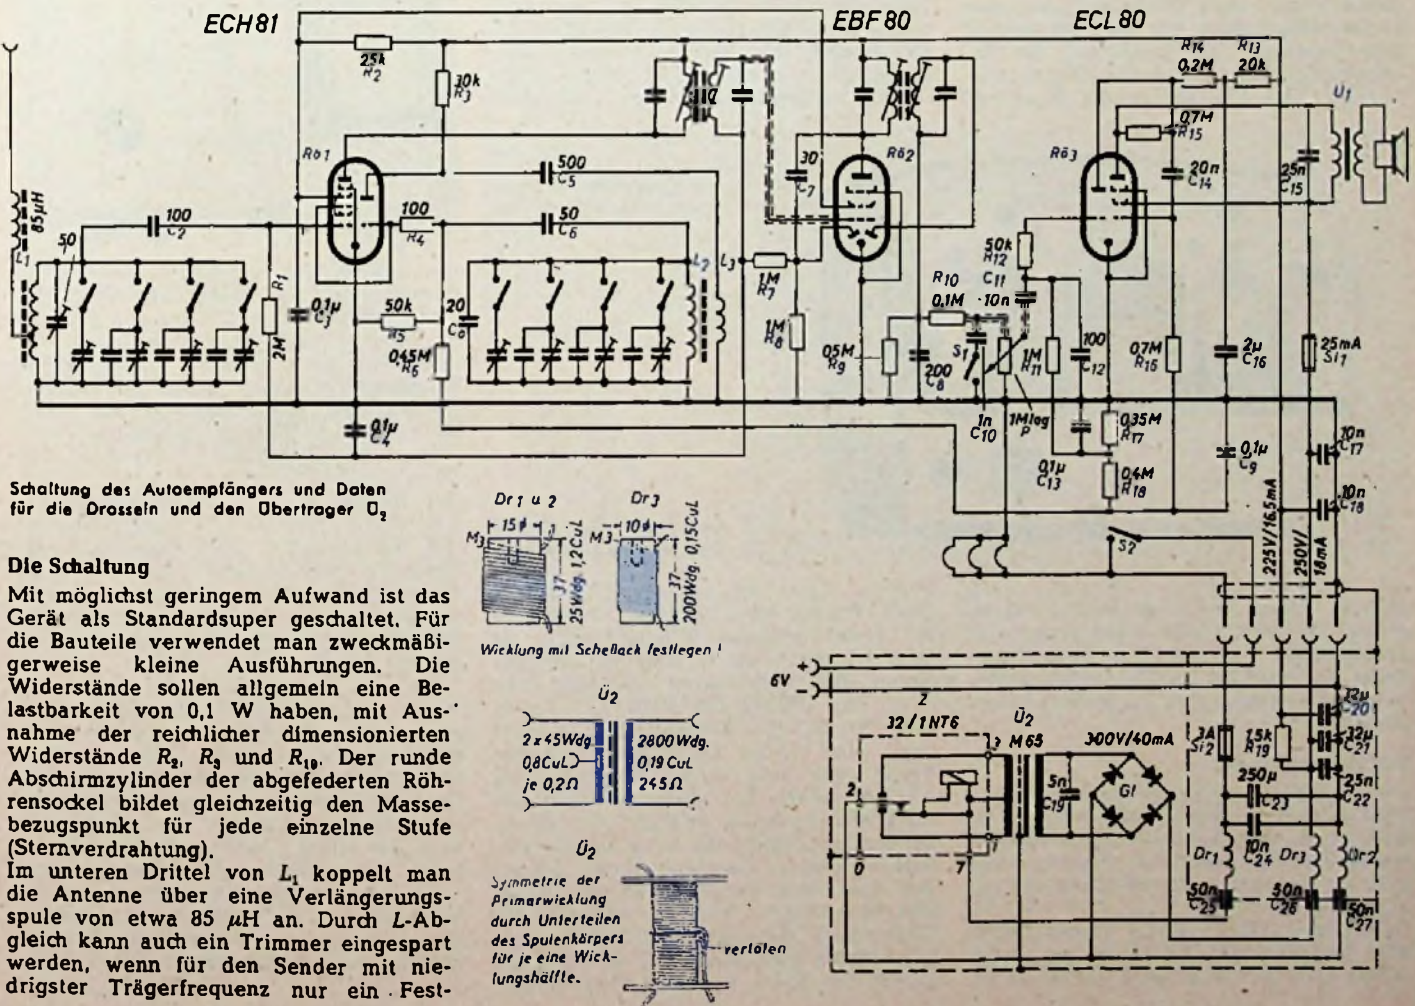 ECH81
EBF80
ECL80
25k
R2
30k
R3
R14
0,2M
R13
20k
Ü1
0,7M
R15
Rö1
Rö2
Rö3
30
C7
20n
C14
25n
C15
500
C5
85µH
L1
50
100
C2
100
R4
50
C6
L2
L3
R1
2M
0,1µ
C3
50k
R5
20
0,45M
R6
1M
R7
1M
R8
R10
0,1M
10n
C11
50k
R12
0,5M
R9
200
C8
S1
1M
R11
100
C12
0,7M
R16
2µ
C16
25mA
Si1
0,1µ
C4
1n
C10
1M log
P
0,35M
R17
0,1µ
C13
0,4M
R18
0,1µ
C9
10n
C17
10n
C18
S2
225V/16,5mA
250V/
18mA
Schaltung des Autoempfängers und Daten
für die Drosseln und den Übertrager Ü2
Dr1 u 2
15 ϕ
M3
37
25Wdg. 1,2CuL
Dr3
10 ϕ
M3
37
200Wdg. 0,15CuL
Wicklung mit Schellack festlegen !
Die Schaltung
Mit möglichst geringem Aufwand ist das
Gerät als Standardsuper geschaltet. Für
die Bauteile verwendet man zweckmäßi-
gerweise kleine Ausführungen. Die
Widerstände sollen allgemein eine Be-
lastbarkeit von 0,1 W haben, mit Aus-
nahme der reichlicher dimensionierten
Widerstände R2, R3 und R19. Der runde
Abschirmzylinder der abgefederten Röh-
rensockel bildet gleichzeitig den Masse-
bezugspunkt für jede einzelne Stufe
(Sternverdrahtung).
Im unteren Drittel von L1 koppelt man
die Antenne über eine Verlängerungs-
spule von etwa 85 µH an. Durch L-Ab-
gleich kann auch ein Trimmer eingespart
werden, wenn für den Sender mit nie-
drigster Trägerfrequenz nur ein Fest-
Ü2
2x45Wdg.
0,8CuL
je 0,2Ω
2800Wdg.
0,19 CuL
245Ω
Ü2
Symmetrie der
Primärwicklung
durch Unterteilen
des Spulenkörpers
für je eine Wick-
lungshälfte.
verlöten
+
6V
−
Z
32/1NT6
Ü2
M65
300V/40mA
2
0
7
1
5n
C19
Gl
3A
Si2
1,5k
R19
32µ
C20
32µ
C21
25n
C22
250µ
C23
10n
C24
Dr1
Dr3
Dr2
50n
C25
50n
C26
50n
C27